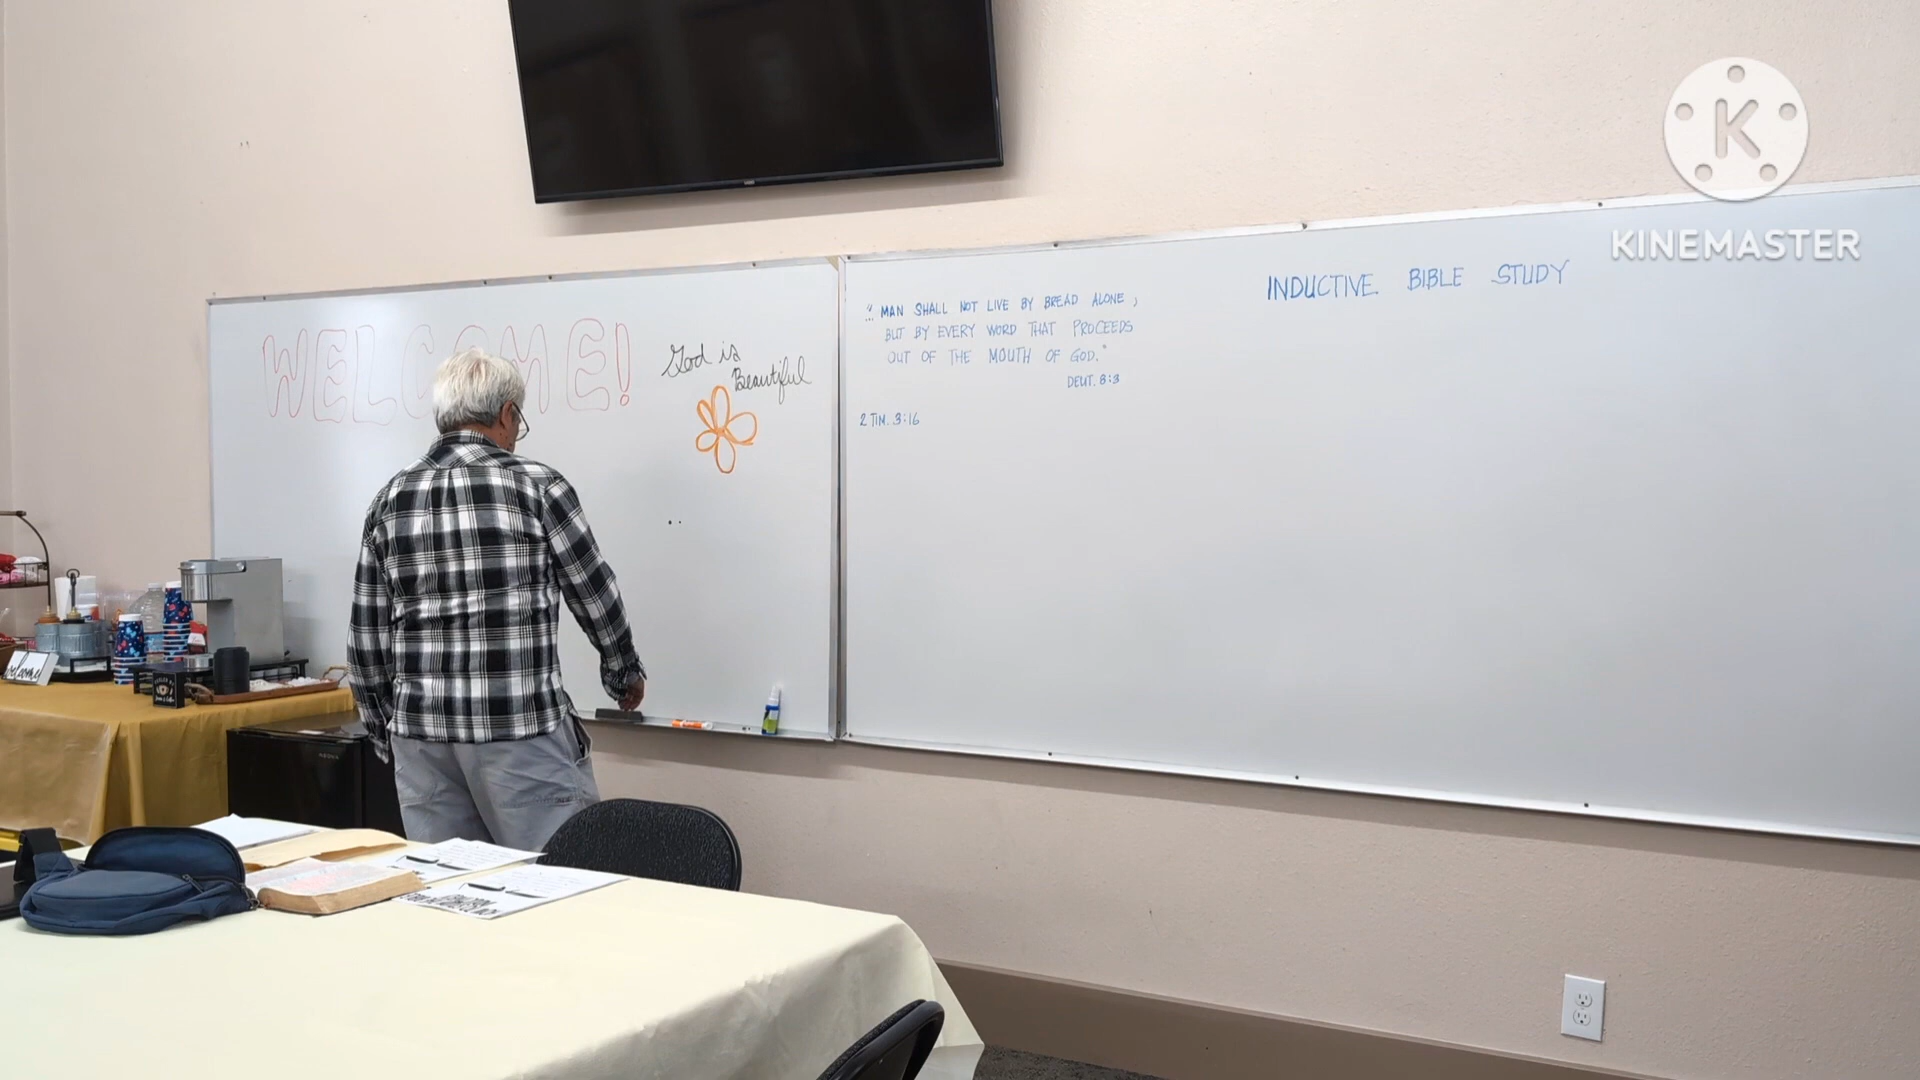 KINEMASTER
WELCOME!
God is
Beautiful
"... MAN SHALL NOT LIVE BY BREAD ALONE,
BUT BY EVERY WORD THAT PROCEEDS
OUT OF THE MOUTH OF GOD."
DEUT. 8:3
2 TIM. 3:16
INDUCTIVE BIBLE STUDY
welcome